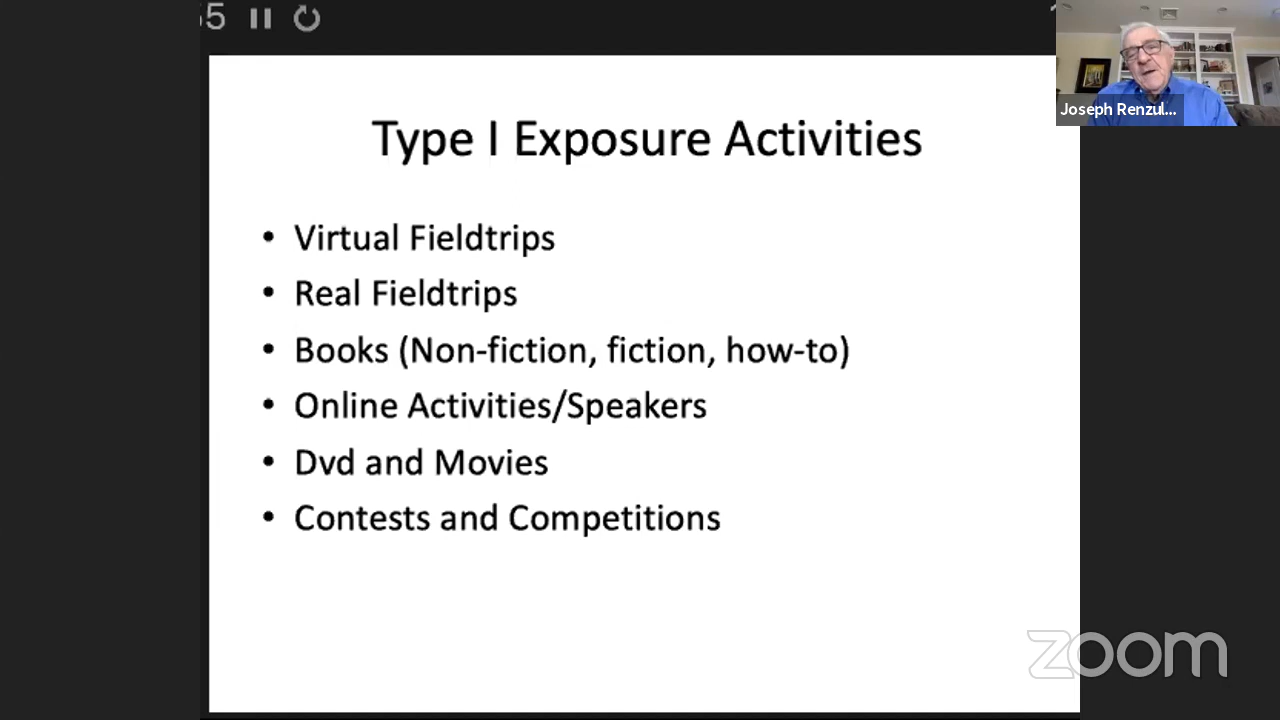 55
Joseph Renzul...
Type I Exposure Activities
• Virtual Fieldtrips
• Real Fieldtrips
• Books (Non-fiction, fiction, how-to)
• Online Activities/Speakers
• Dvd and Movies
• Contests and Competitions
zoom